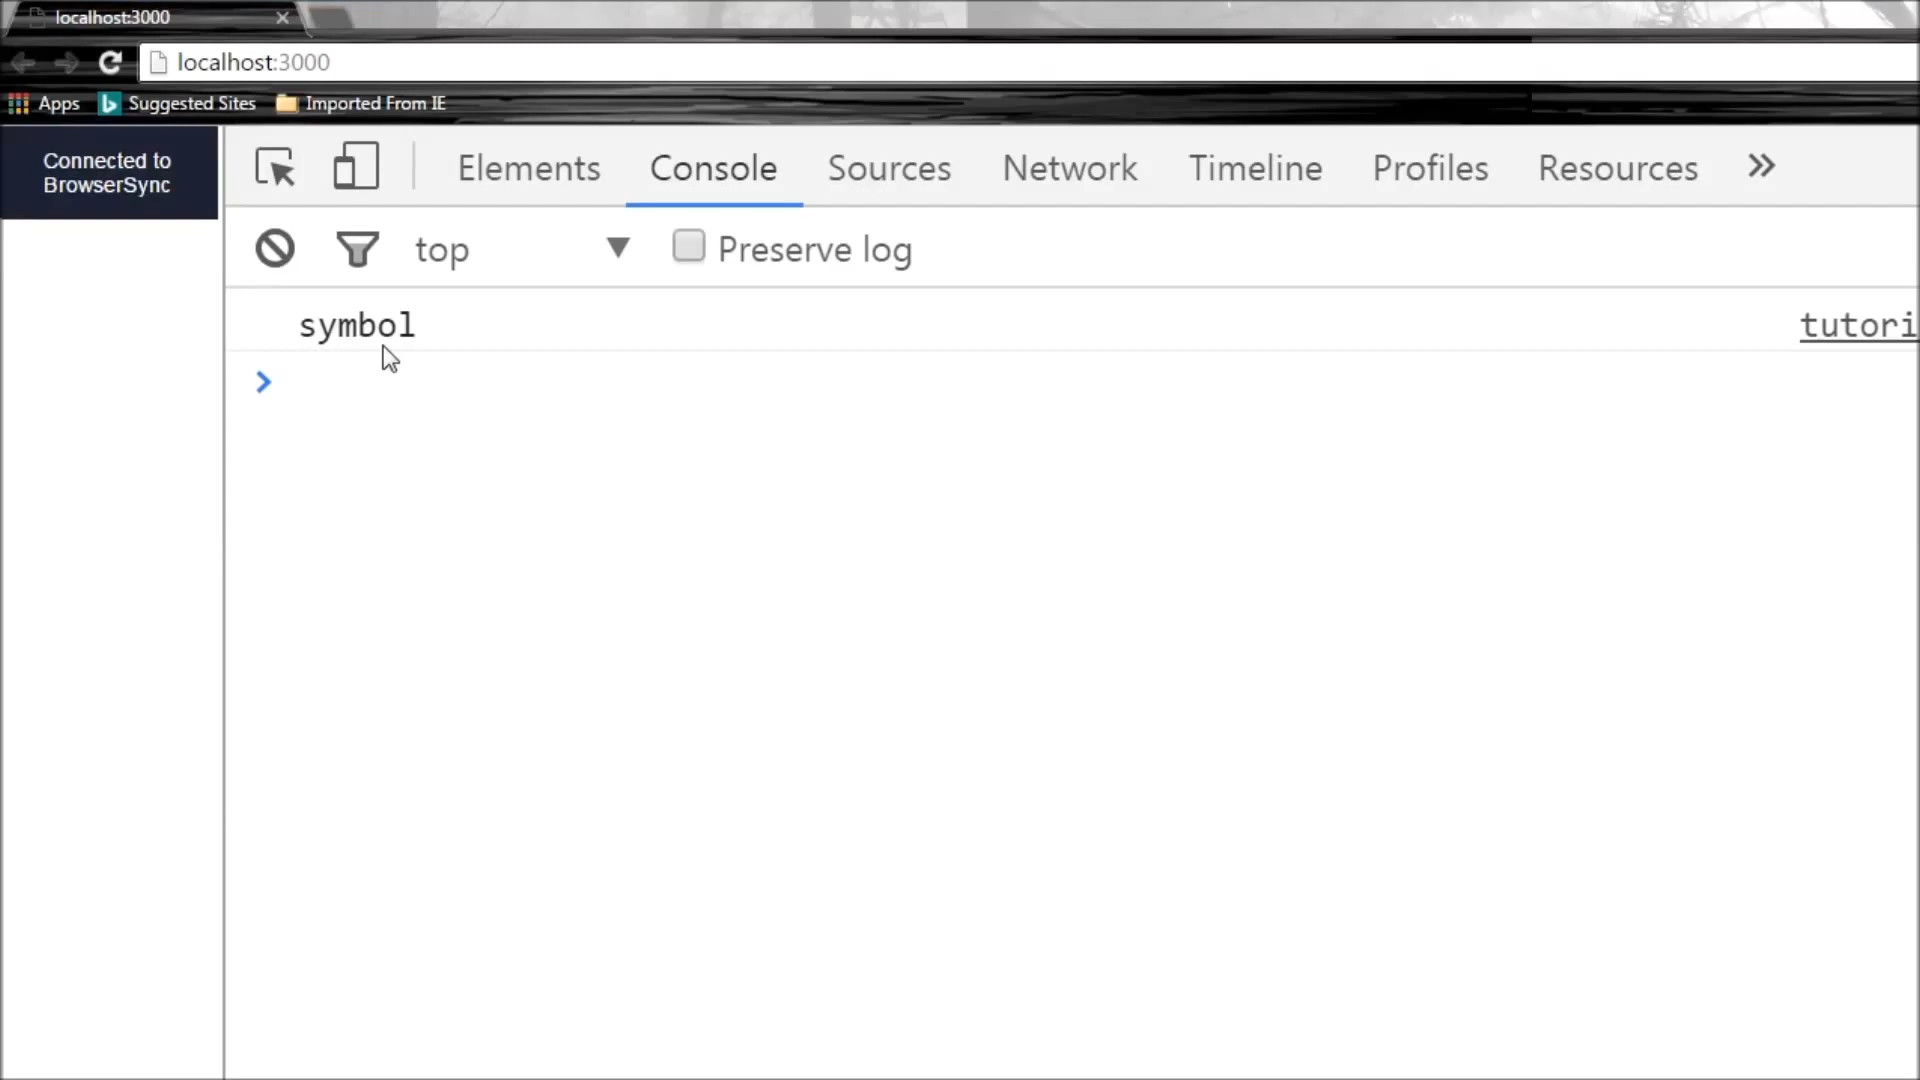 localhost:3000
localhost:3000
Apps Suggested Sites Imported From IE
Connected to
BrowserSync
Elements Console Sources Network Timeline Profiles Resources
top Preserve log
symbol tutori